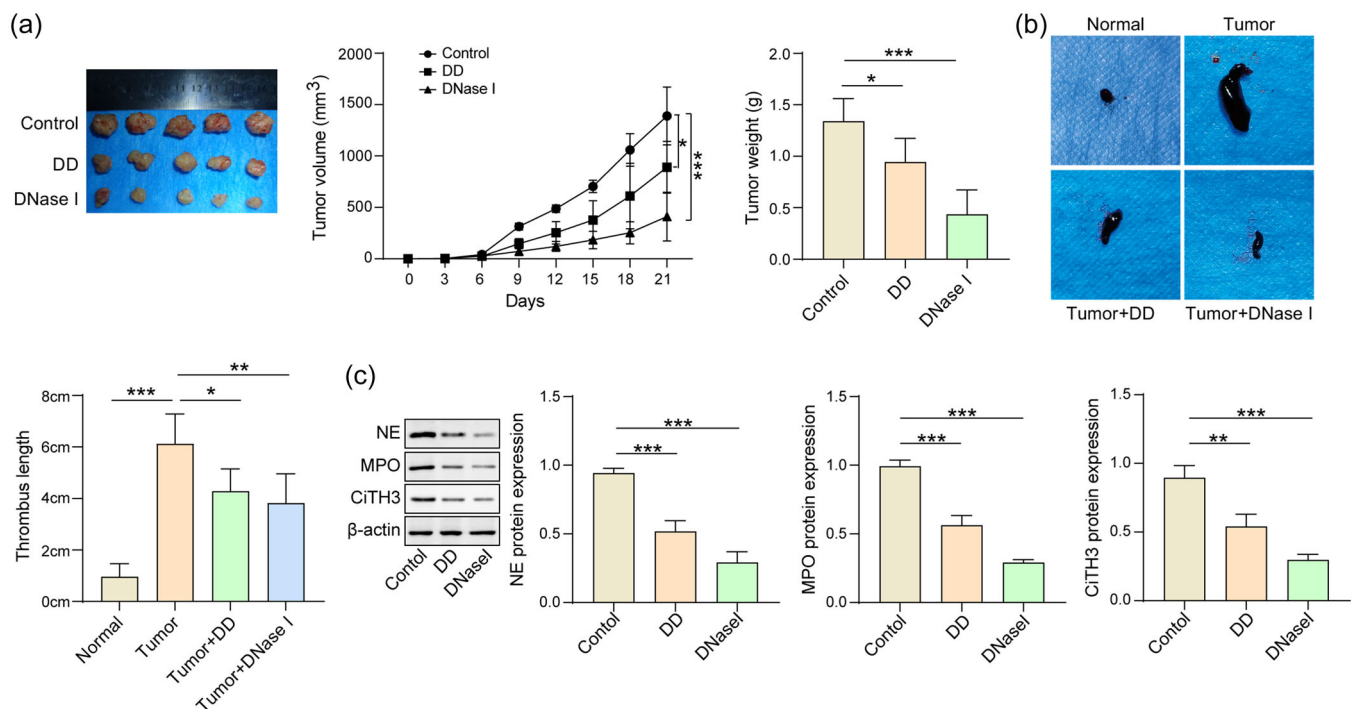 (a)
Control
DD
DNase I
Tumor volume (mm³)
2000
1500
1000
500
0
0 3 6 9 12 15 18 21
Days
Control
DD
DNase I
*
***
Tumor weight (g)
2.0
1.5
1.0
0.5
0.0
***
*
Control
DD
DNase I
(b)
Normal
Tumor
Tumor+DD
Tumor+DNase I
Thrombus length
8cm
6cm
4cm
2cm
0cm
**
***
*
Normal
Tumor
Tumor+DD
Tumor+DNase I
(c)
NE
MPO
CiTH3
β-actin
Contol
DD
DNaseI
NE protein expression
1.5
1.0
0.5
0.0
***
***
Contol
DD
DNaseI
MPO protein expression
1.5
1.0
0.5
0.0
***
***
Contol
DD
DNaseI
CiTH3 protein expression
1.5
1.0
0.5
0.0
***
**
Contol
DD
DNaseI